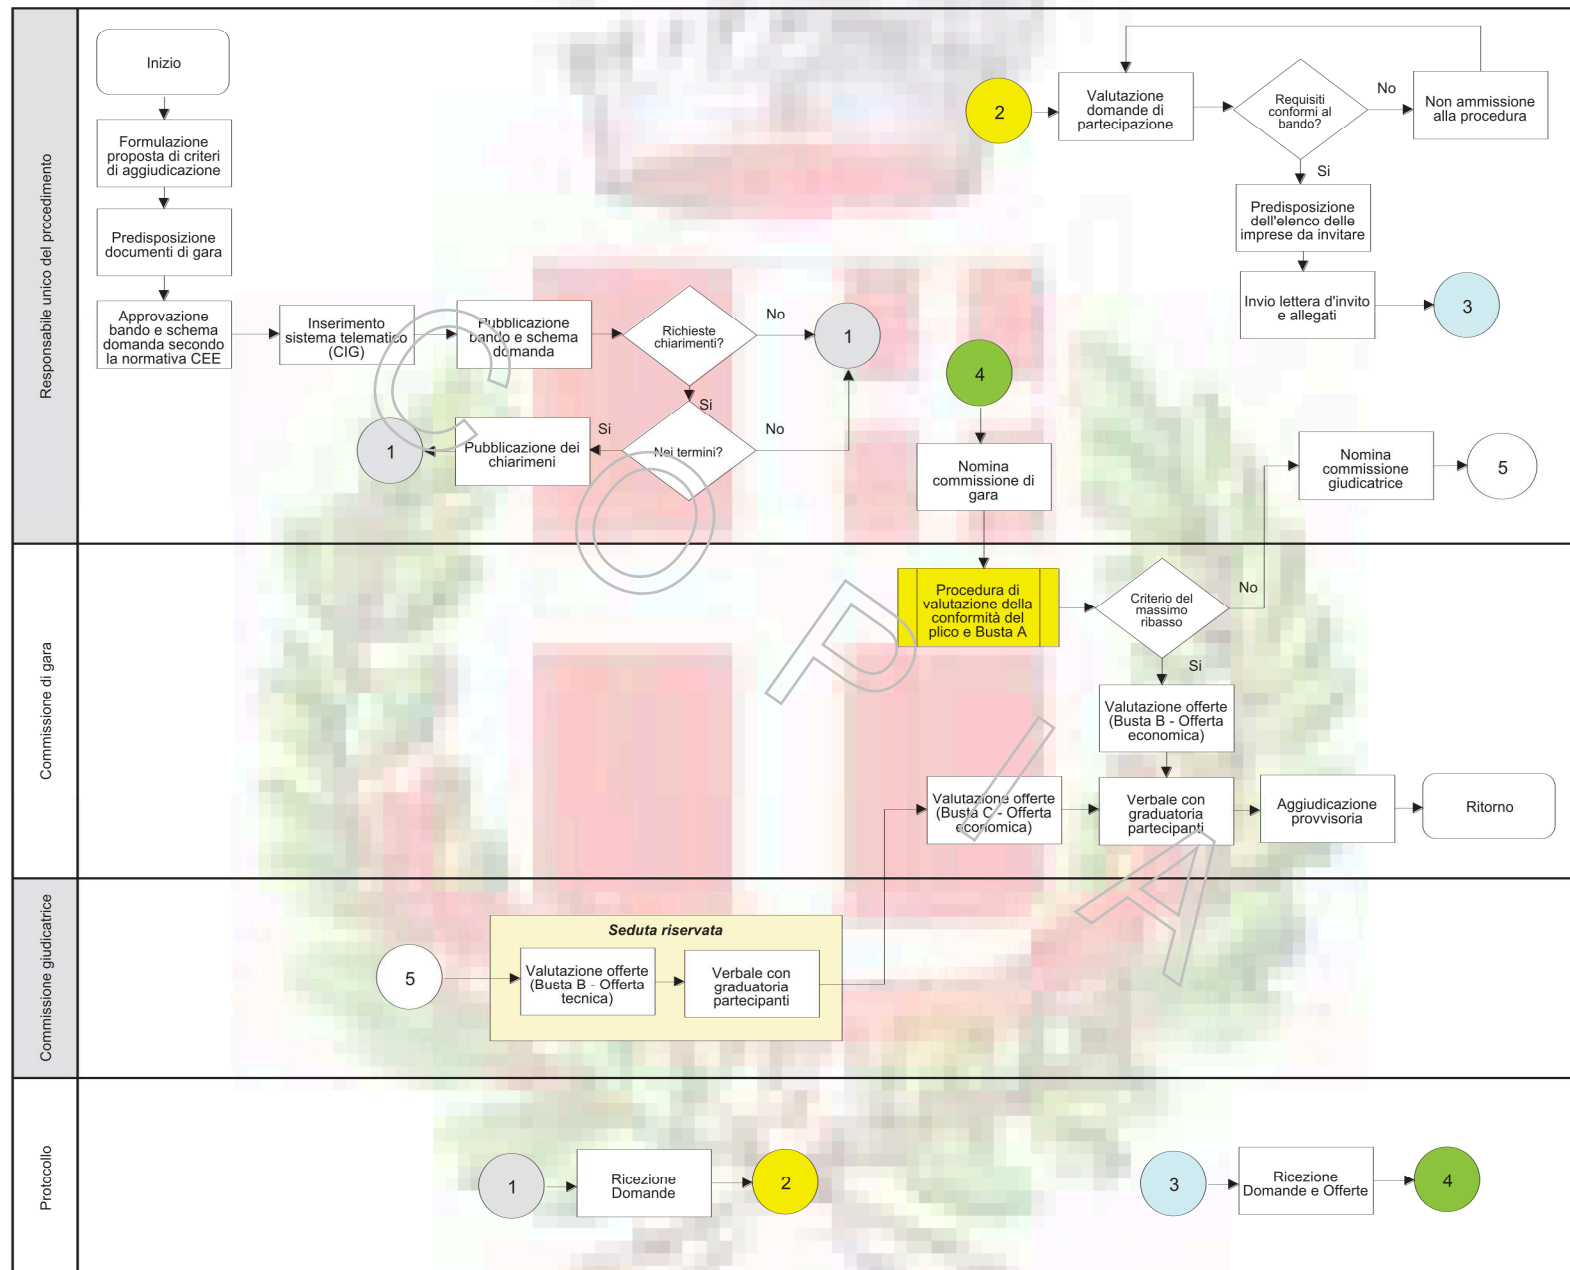 Responsabile unico del procedimento
Inizio
Formulazione
proposta di criteri
di aggiudicazione
Predisposizione
documenti di gara
Approvazione
bando e schema
domanda secondo
la normativa CEE
Inserimento
sistema telematico
(CIG)
Pubblicazione
bando e schema
domanda
Richieste
chiarimenti?
No
1
Si
Nei termini?
No
Si
Pubblicazione dei
chiarimeni
1
2
Valutazione
domande di
partecipazione
Requisiti
conformi al
bando?
No
Non ammissione
alla procedura
Si
Predisposizione
dell'elenco delle
imprese da invitare
Invio lettera d'invito
e allegati
3
4
Nomina
commissione di
gara
Nomina
commissione
giudicatrice
5
Commissione di gara
Procedura di
valutazione della
conformità del
plico e Busta A
Criterio del
massimo
ribasso
No
Si
Valutazione offerte
(Busta B - Offerta
economica)
Valutazione offerte
(Busta C - Offerta
economica)
Verbale con
graduatoria
partecipanti
Aggiudicazione
provvisoria
Ritorno
Commissione giudicatrice
5
Seduta riservata
Valutazione offerte
(Busta B - Offerta
tecnica)
Verbale con
graduatoria
partecipanti
Protocollo
1
Ricezione
Domande
2
3
Ricezione
Domande e Offerte
4
COPIA